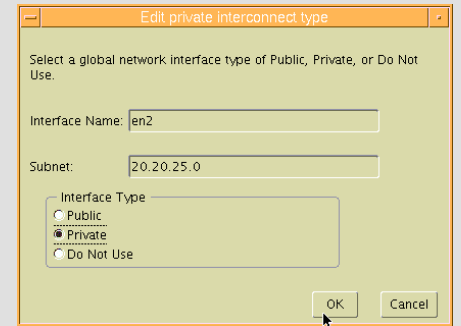 Edit private interconnect type
Select a global network interface type of Public, Private, or Do Not
Use.
Interface Name: en2
Subnet: 20.20.25.0
Interface Type
Public
Private
Do Not Use
OK Cancel